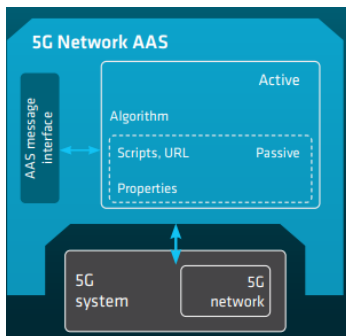 5G Network AAS
AAS message
interface
Active
Algorithm
Scripts, URL
Passive
Properties
5G
system
5G
network